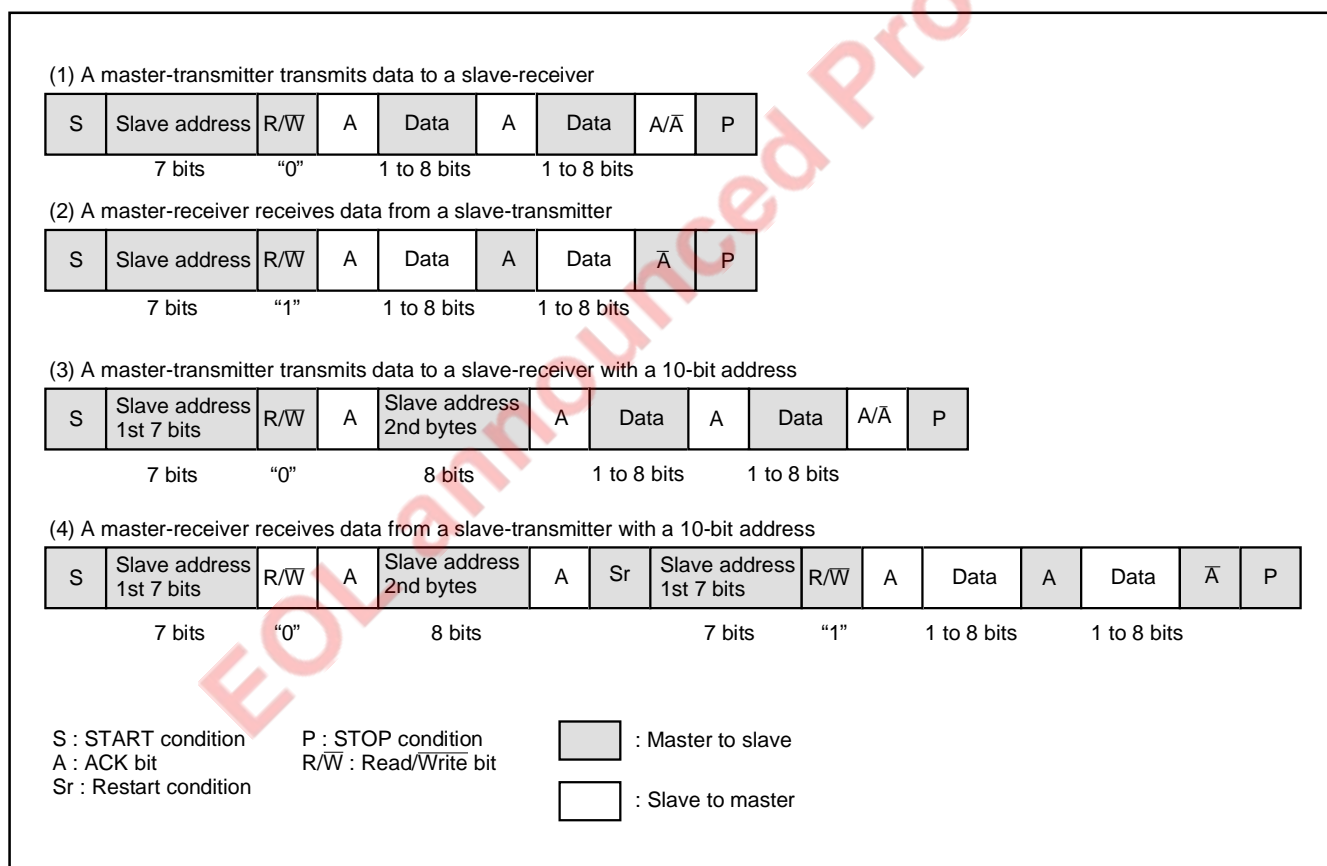 (1) A master-transmitter transmits data to a slave-receiver
S Slave address R/W̅ A Data A Data A/A̅ P
7 bits “0” 1 to 8 bits 1 to 8 bits
(2) A master-receiver receives data from a slave-transmitter
S Slave address R/W̅ A Data A Data A̅ P
7 bits “1” 1 to 8 bits 1 to 8 bits
(3) A master-transmitter transmits data to a slave-receiver with a 10-bit address
S Slave address 1st 7 bits R/W̅ A Slave address 2nd bytes A Data A Data A/A̅ P
7 bits “0” 8 bits 1 to 8 bits 1 to 8 bits
(4) A master-receiver receives data from a slave-transmitter with a 10-bit address
S Slave address 1st 7 bits R/W̅ A Slave address 2nd bytes A Sr Slave address 1st 7 bits R/W̅ A Data A Data A̅ P
7 bits “0” 8 bits 7 bits “1” 1 to 8 bits 1 to 8 bits
S : START condition P : STOP condition : Master to slave
A : ACK bit R/W̅ : Read/W̅r̅i̅t̅e̅ bit
Sr : Restart condition : Slave to master
EOL announced Pro